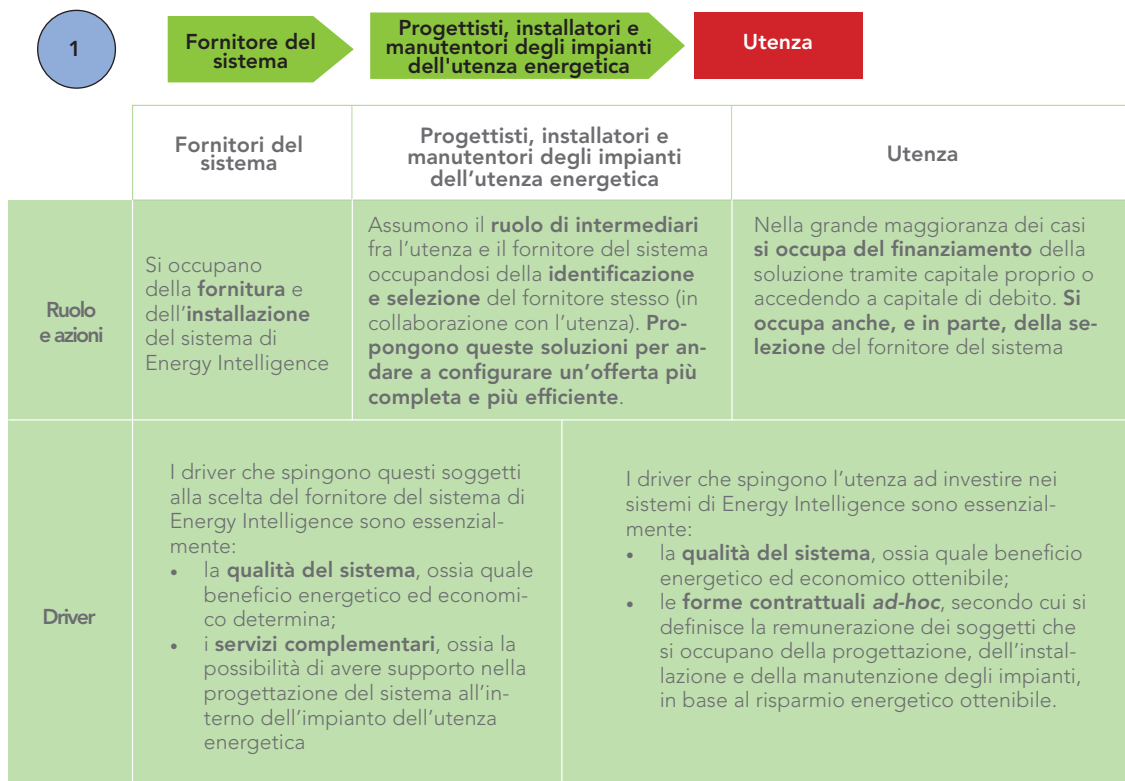 1
Fornitore del
sistema
Progettisti, installatori e
manutentori degli impianti
dell'utenza energetica
Utenza
Fornitori del
sistema
Progettisti, installatori e
manutentori degli impianti
dell’utenza energetica
Utenza
Ruolo
e azioni
Si occupano
della fornitura e
dell’installazione
del sistema di
Energy Intelligence
Assumono il ruolo di intermediari
fra l’utenza e il fornitore del sistema
occupandosi della identificazione
e selezione del fornitore stesso (in
collaborazione con l’utenza). Pro-
pongono queste soluzioni per an-
dare a configurare un’offerta più
completa e più efficiente.
Nella grande maggioranza dei casi
si occupa del finanziamento della
soluzione tramite capitale proprio o
accedendo a capitale di debito. Si
occupa anche, e in parte, della se-
lezione del fornitore del sistema
Driver
I driver che spingono questi soggetti
alla scelta del fornitore del sistema di
Energy Intelligence sono essenzial-
mente:
• la qualità del sistema, ossia quale
beneficio energetico ed economi-
co determina;
• i servizi complementari, ossia la
possibilità di avere supporto nella
progettazione del sistema all’in-
terno dell’impianto dell’utenza
energetica
I driver che spingono l’utenza ad investire nei
sistemi di Energy Intelligence sono essenzial-
mente:
• la qualità del sistema, ossia quale beneficio
energetico ed economico ottenibile;
• le forme contrattuali ad-hoc, secondo cui si
definisce la remunerazione dei soggetti che
si occupano della progettazione, dell’instal-
lazione e della manutenzione degli impianti,
in base al risparmio energetico ottenibile.